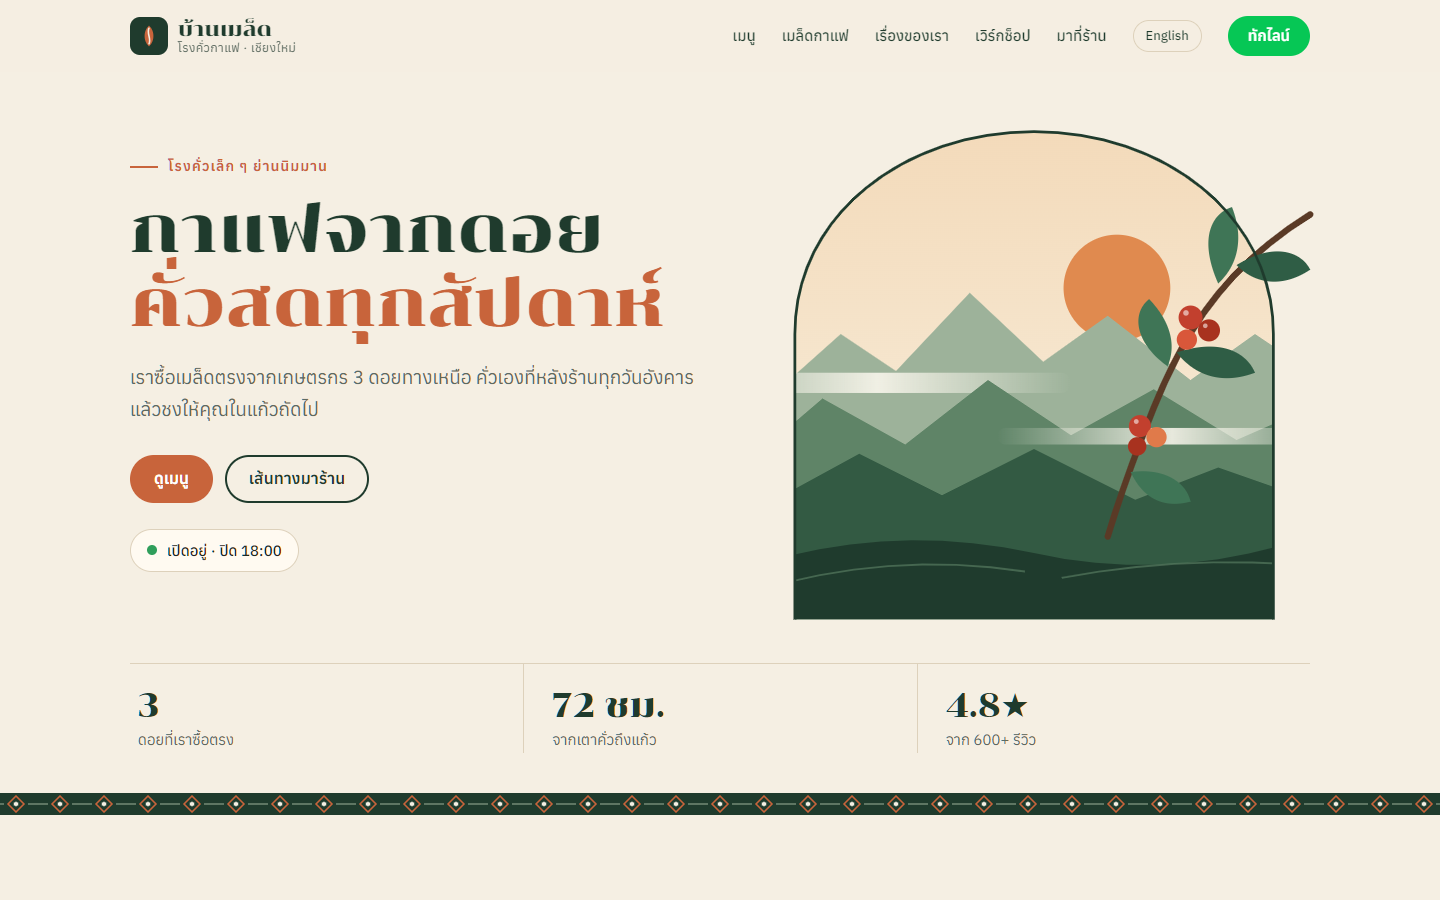 บ้านเมล็ด
โรงคั่วกาแฟ · เชียงใหม่
เมนู
เมล็ดกาแฟ
เรื่องของเรา
เวิร์กช็อป
มาที่ร้าน
English
ทักไลน์
โรงคั่วเล็ก ๆ ย่านนิมมาน
กาแฟจากดอย
คั่วสดทุกสัปดาห์
เราซื้อเมล็ดตรงจากเกษตรกร 3 ดอยทางเหนือ คั่วเองที่หลังร้านทุกวันอังคาร
แล้วชงให้คุณในแก้วถัดไป
ดูเมนู
เส้นทางมาร้าน
เปิดอยู่ · ปิด 18:00
3
ดอยที่เราซื้อตรง
72 ชม.
จากเตาคั่วถึงแก้ว
4.8★
จาก 600+ รีวิว